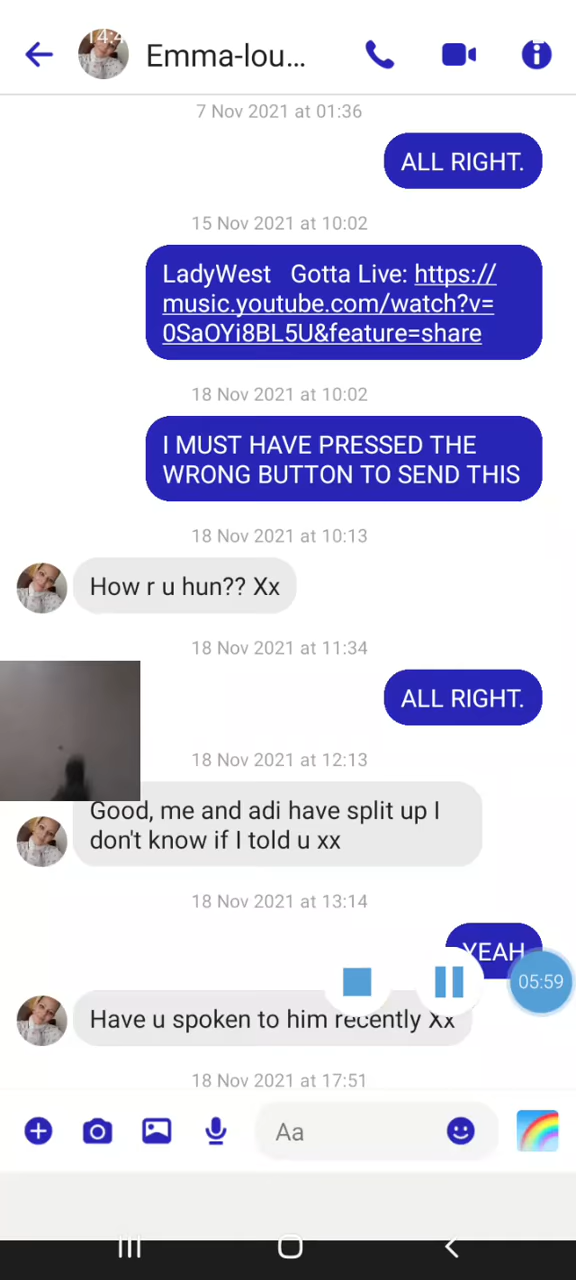 14:4
Emma-lou...
7 Nov 2021 at 01:36
ALL RIGHT.
15 Nov 2021 at 10:02
LadyWest   Gotta Live: https://
music.youtube.com/watch?v=
0SaOYi8BL5U&feature=share
18 Nov 2021 at 10:02
I MUST HAVE PRESSED THE
WRONG BUTTON TO SEND THIS
18 Nov 2021 at 10:13
How r u hun?? Xx
18 Nov 2021 at 11:34
ALL RIGHT.
18 Nov 2021 at 12:13
Good, me and adi have split up I
don't know if I told u xx
18 Nov 2021 at 13:14
YEAH
05:59
Have u spoken to him recently Xx
18 Nov 2021 at 17:51
Aa